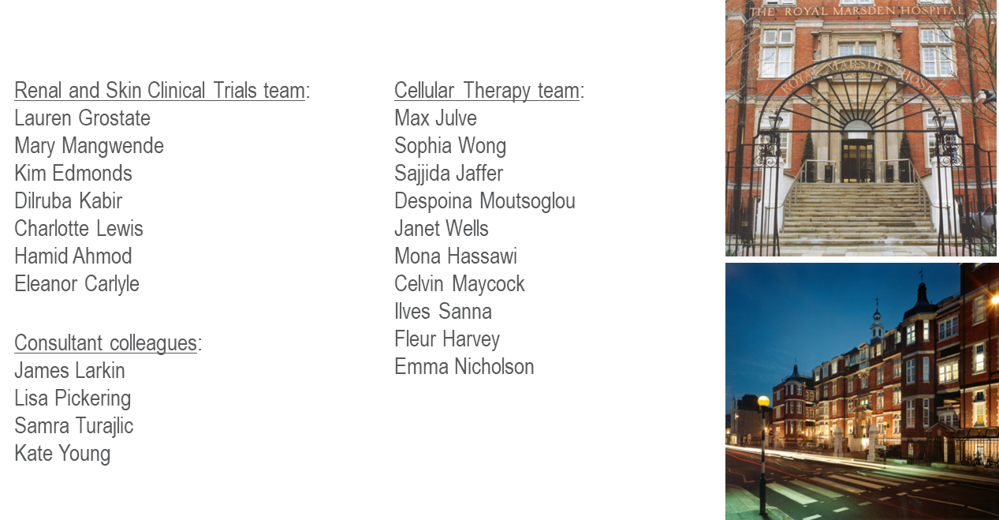 Renal and Skin Clinical Trials team:
Lauren Grostate
Mary Mangwende
Kim Edmonds
Dilruba Kabir
Charlotte Lewis
Hamid Ahmod
Eleanor Carlyle
Consultant colleagues:
James Larkin
Lisa Pickering
Samra Turajlic
Kate Young
Cellular Therapy team:
Max Julve
Sophia Wong
Sajjida Jaffer
Despoina Moutsoglou
Janet Wells
Mona Hassawi
Celvin Maycock
Ilves Sanna
Fleur Harvey
Emma Nicholson
THE ROYAL MARSDEN HOSPITAL
ROYAL MARSDEN HOSPITAL